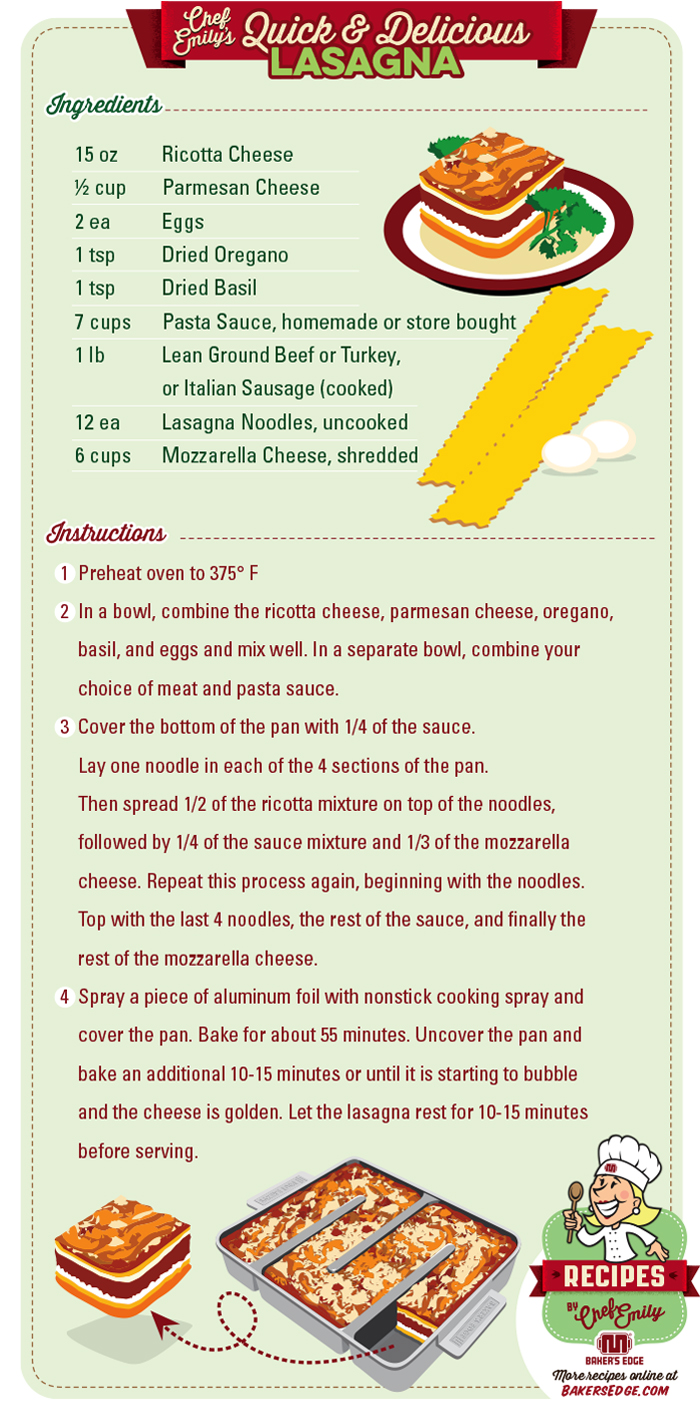 Chef Emily's Quick & Delicious
LASAGNA
Ingredients
15 oz Ricotta Cheese
½ cup Parmesan Cheese
2 ea Eggs
1 tsp Dried Oregano
1 tsp Dried Basil
7 cups Pasta Sauce, homemade or store bought
1 lb Lean Ground Beef or Turkey,
or Italian Sausage (cooked)
12 ea Lasagna Noodles, uncooked
6 cups Mozzarella Cheese, shredded
Instructions
1 Preheat oven to 375° F
2 In a bowl, combine the ricotta cheese, parmesan cheese, oregano,
basil, and eggs and mix well. In a separate bowl, combine your
choice of meat and pasta sauce.
3 Cover the bottom of the pan with 1/4 of the sauce.
Lay one noodle in each of the 4 sections of the pan.
Then spread 1/2 of the ricotta mixture on top of the noodles,
followed by 1/4 of the sauce mixture and 1/3 of the mozzarella
cheese. Repeat this process again, beginning with the noodles.
Top with the last 4 noodles, the rest of the sauce, and finally the
rest of the mozzarella cheese.
4 Spray a piece of aluminum foil with nonstick cooking spray and
cover the pan. Bake for about 55 minutes. Uncover the pan and
bake an additional 10-15 minutes or until it is starting to bubble
and the cheese is golden. Let the lasagna rest for 10-15 minutes
before serving.
RECIPES
BY Chef Emily
BAKER'S EDGE
More recipes online at
BAKERSEDGE.COM